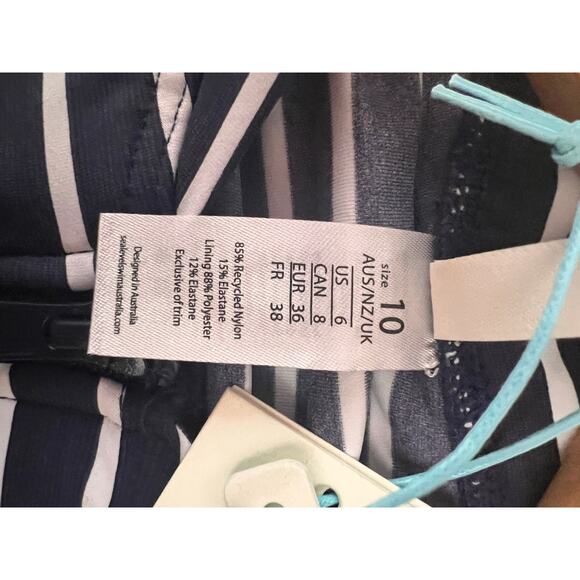 size
10
AUS/NZ/UK
US 6
CAN 8
EUR 36
FR 38
85% Recycled Nylon
15% Elastane
Lining 88% Polyester
12% Elastane
Exclusive of trim
Designed in Australia
sealevelswimaustralia.com